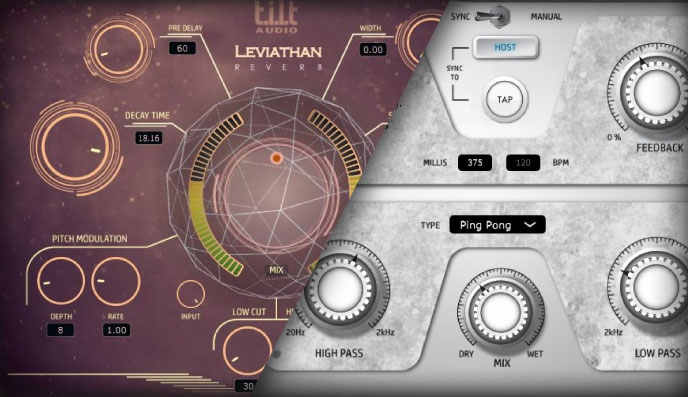 tilt
AUDIO
LEVIATHAN
REVERB
PRE DELAY
60
WIDTH
0.00
DECAY TIME
18.16
PITCH MODULATION
DEPTH
8
RATE
1.00
INPUT
MIX
LOW CUT
30
SYNC
MANUAL
HOST
SYNC
TO
TAP
0 %
FEEDBACK
MILLIS
375
120
BPM
TYPE
Ping Pong
20Hz
2kHz
HIGH PASS
DRY
WET
MIX
2kHz
LOW PASS